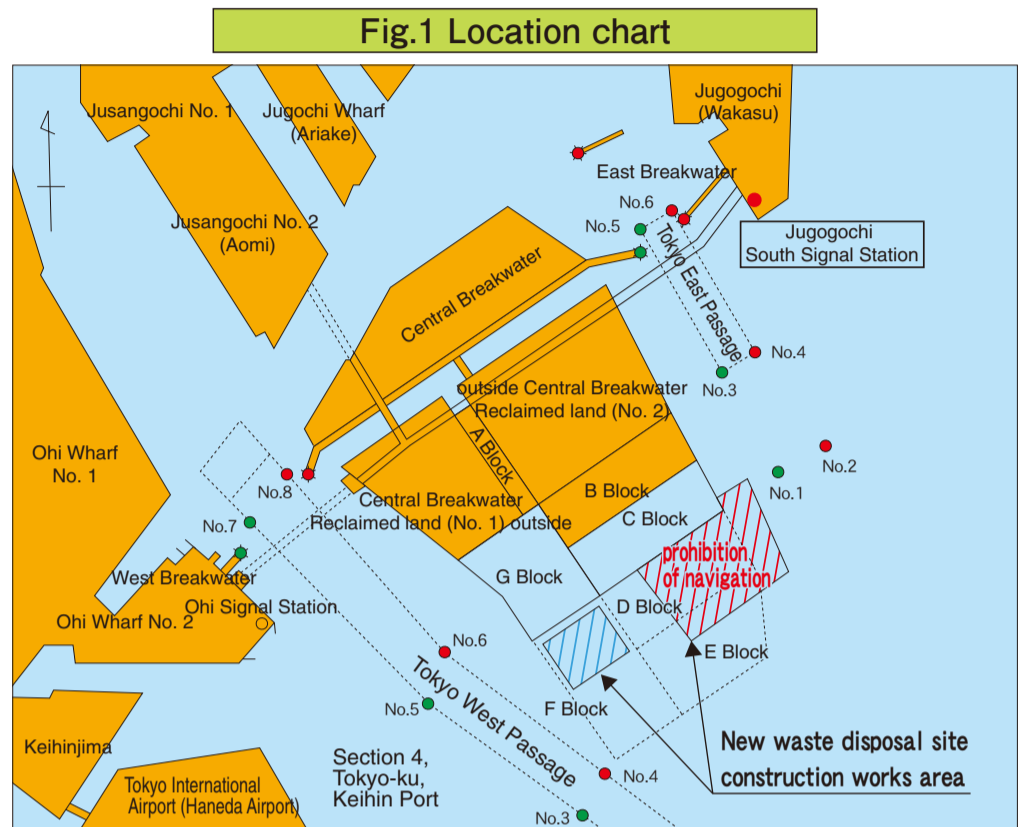 Fig.1 Location chart
Jusangochi No. 1
Jugochi Wharf
(Ariake)
Jugogochi
(Wakasu)
East Breakwater
No.6
No.5
Jusangochi No. 2
(Aomi)
Jugogochi
South Signal Station
Tokyo East Passage
Central Breakwater
No.4
No.3
outside Central Breakwater
Reclaimed land (No. 2)
A Block
No.2
No.1
Ohi Wharf
No. 1
No.8
B Block
Central Breakwater
Reclaimed land (No. 1) outside
C Block
No.7
prohibition
of navigation
G Block
West Breakwater
Ohi Signal Station
D Block
Ohi Wharf No. 2
No.6
E Block
Tokyo West Passage
No.5
F Block
Keihinjima
New waste disposal site
construction works area
Section 4,
Tokyo-ku,
Keihin Port
No.4
Tokyo International
Airport (Haneda Airport)
No.3